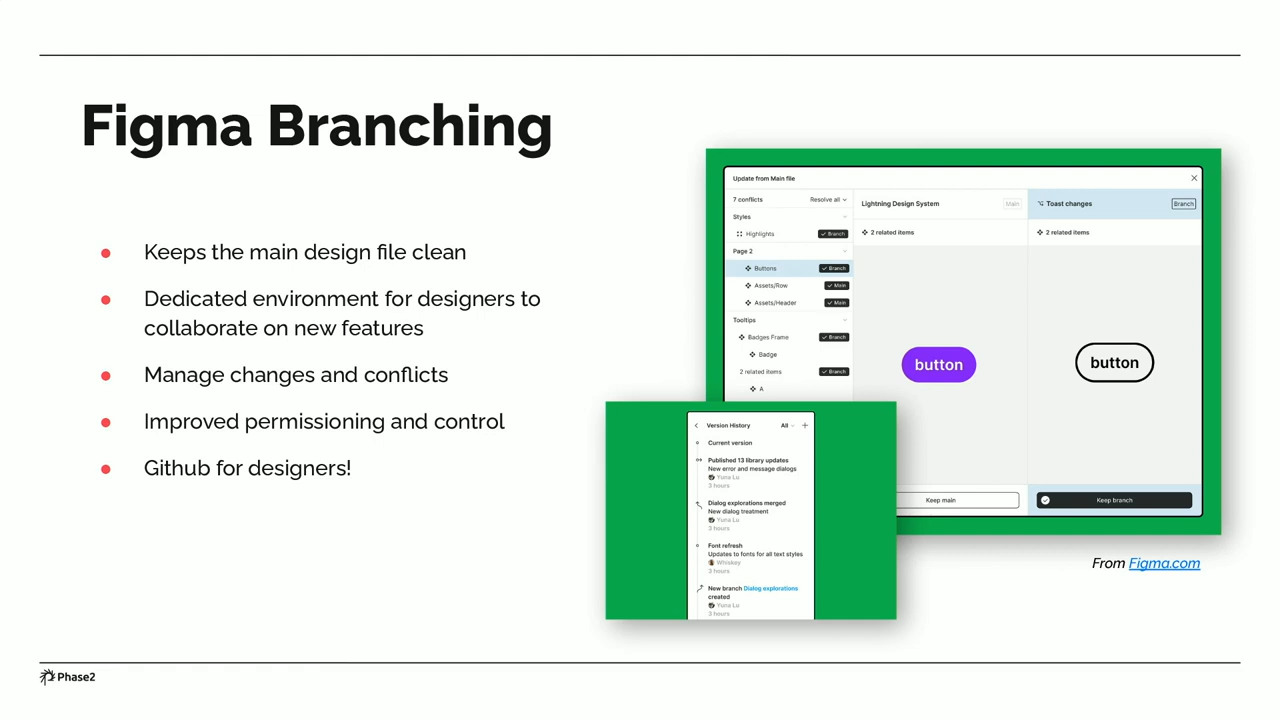 Figma Branching
Keeps the main design file clean
Dedicated environment for designers to
collaborate on new features
Manage changes and conflicts
Improved permissioning and control
Github for designers!
Update from Main file
7 conflicts
Resolve all
Styles
Highlights
Branch
Page 2
Buttons
Branch
Assets/Row
Main
Assets/Header
Main
Tooltips
Badges Frame
Branch
Badge
2 related items
Branch
A
Lightning Design System
Main
2 related items
button
Keep main
Toast changes
Branch
2 related items
button
Keep branch
Version History
All
Current version
Published 13 library updates
New error and message dialogs
Yuna Lu
3 hours
Dialog explorations merged
New dialog treatment
Yuna Lu
3 hours
Font refresh
Updates to fonts for all text styles
Whiskey
3 hours
New branch Dialog explorations
created
Yuna Lu
3 hours
From Figma.com
Phase2